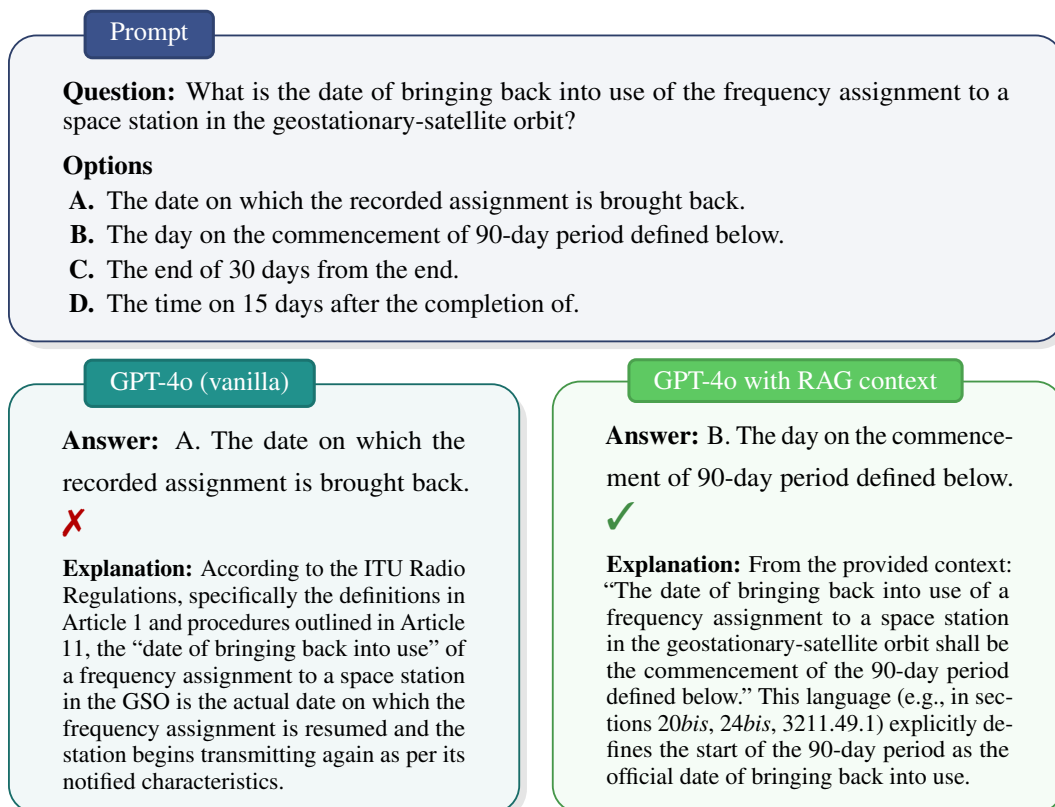 Prompt
Question: What is the date of bringing back into use of the frequency assignment to a
space station in the geostationary-satellite orbit?
Options
A. The date on which the recorded assignment is brought back.
B. The day on the commencement of 90-day period defined below.
C. The end of 30 days from the end.
D. The time on 15 days after the completion of.
GPT-4o (vanilla)
Answer: A. The date on which the
recorded assignment is brought back.
✗
Explanation: According to the ITU Radio
Regulations, specifically the definitions in
Article 1 and procedures outlined in Article
11, the “date of bringing back into use” of
a frequency assignment to a space station
in the GSO is the actual date on which the
frequency assignment is resumed and the
station begins transmitting again as per its
notified characteristics.
GPT-4o with RAG context
Answer: B. The day on the commence-
ment of 90-day period defined below.
✓
Explanation: From the provided context:
“The date of bringing back into use of a
frequency assignment to a space station
in the geostationary-satellite orbit shall be
the commencement of the 90-day period
defined below.” This language (e.g., in sec-
tions 20bis, 24bis, 3211.49.1) explicitly de-
fines the start of the 90-day period as the
official date of bringing back into use.